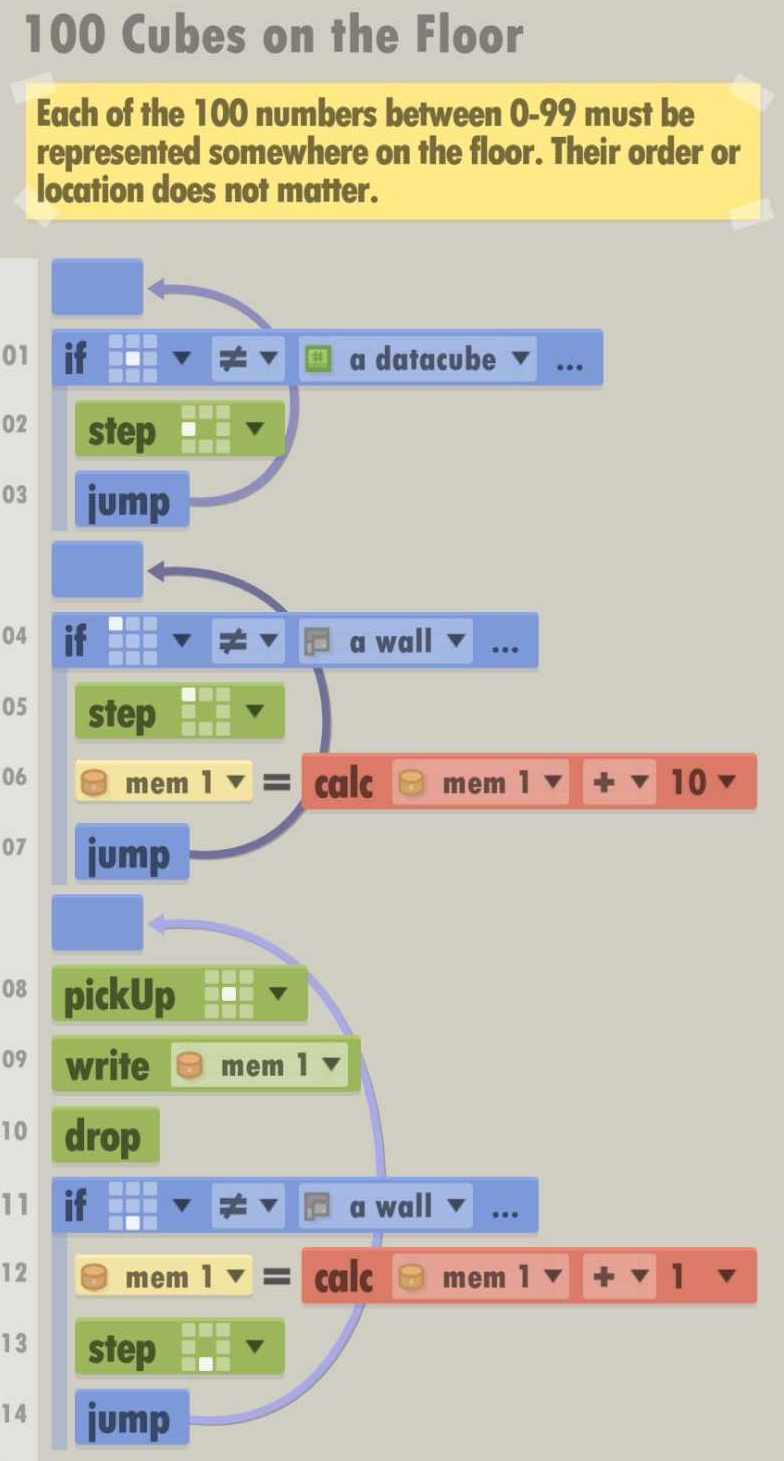 100 Cubes on the Floor
Each of the 100 numbers between 0-99 must be
represented somewhere on the floor. Their order or
location does not matter.
01 if ≠ a datacube ...
02 step
03 jump
04 if ≠ a wall ...
05 step
06 mem 1 = calc mem 1 + 10
07 jump
08 pickUp
09 write mem 1
10 drop
11 if ≠ a wall ...
12 mem 1 = calc mem 1 + 1
13 step
14 jump